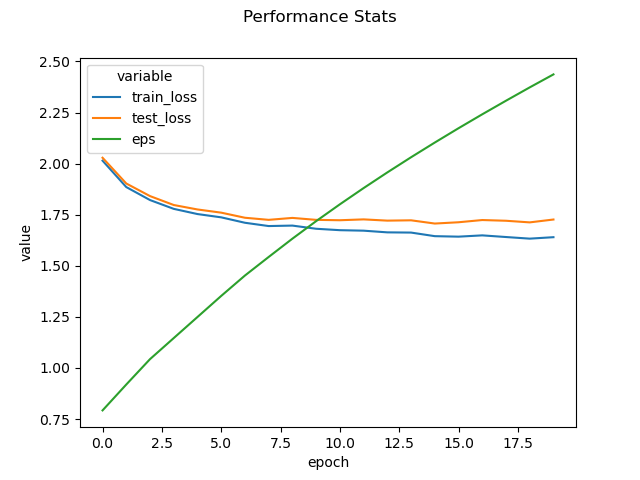 Performance Stats
variable
train_loss
test_loss
eps
value
2.50
2.25
2.00
1.75
1.50
1.25
1.00
0.75
0.0
2.5
5.0
7.5
10.0
12.5
15.0
17.5
epoch